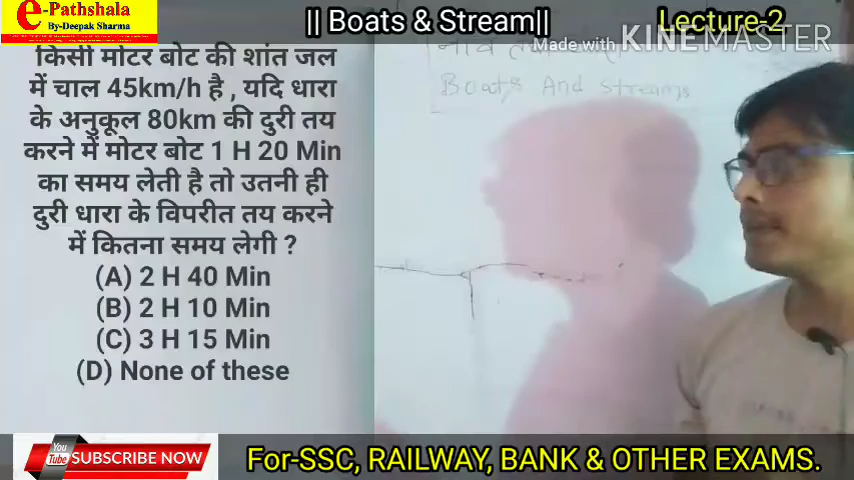 e-Pathshala
By-Deepak Sharma
|| Boats & Stream||
Lecture-2
Made with KINEMASTER
किसी मोटर बोट की शांत जल
में चाल 45km/h है , यदि धारा
के अनुकूल 80km की दुरी तय
करने में मोटर बोट 1 H 20 Min
का समय लेती है तो उतनी ही
दुरी धारा के विपरीत तय करने
में कितना समय लेगी ?
(A) 2 H 40 Min
(B) 2 H 10 Min
(C) 3 H 15 Min
(D) None of these
नाव
Boats And streams
You Tube SUBSCRIBE NOW
For-SSC, RAILWAY, BANK & OTHER EXAMS.